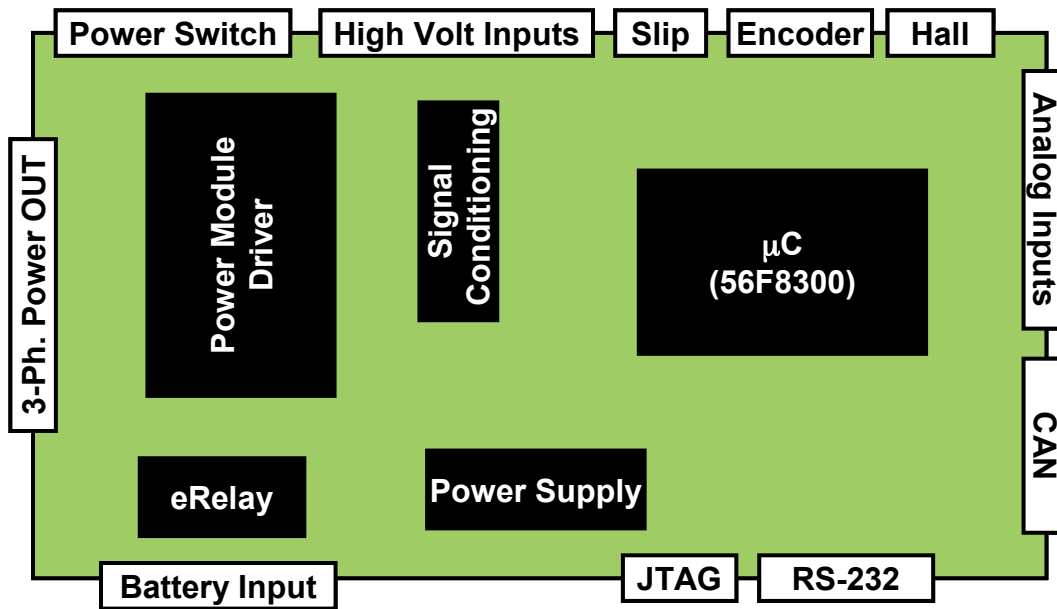 Power Switch
High Volt Inputs
Slip
Encoder
Hall
3-Ph. Power OUT
Power Module
Driver
Signal
Conditioning
μC
(56F8300)
Analog Inputs
CAN
eRelay
Power Supply
Battery Input
JTAG
RS-232